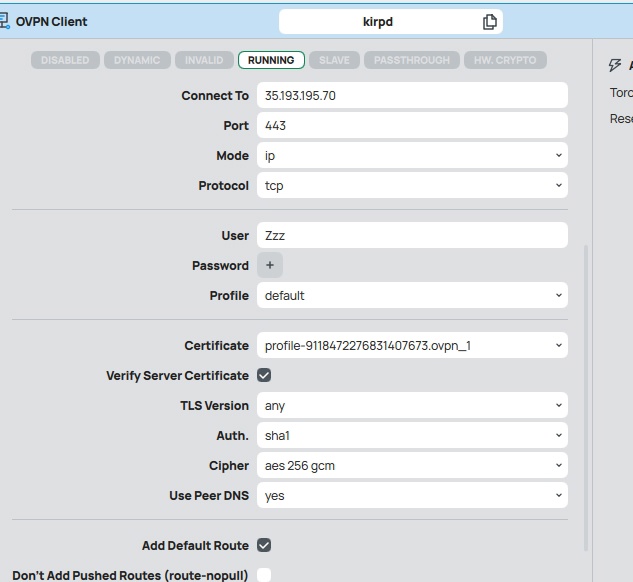 OVPN Client kirpd
DISABLED DYNAMIC INVALID RUNNING SLAVE PASSTHROUGH HW. CRYPTO
Connect To 35.193.195.70
Port 443
Mode ip
Protocol tcp
User Zzz
Password +
Profile default
Certificate profile-9118472276831407673.ovpn_1
Verify Server Certificate
TLS Version any
Auth. sha1
Cipher aes 256 gcm
Use Peer DNS yes
Add Default Route
Don't Add Pushed Routes (route-nopull)